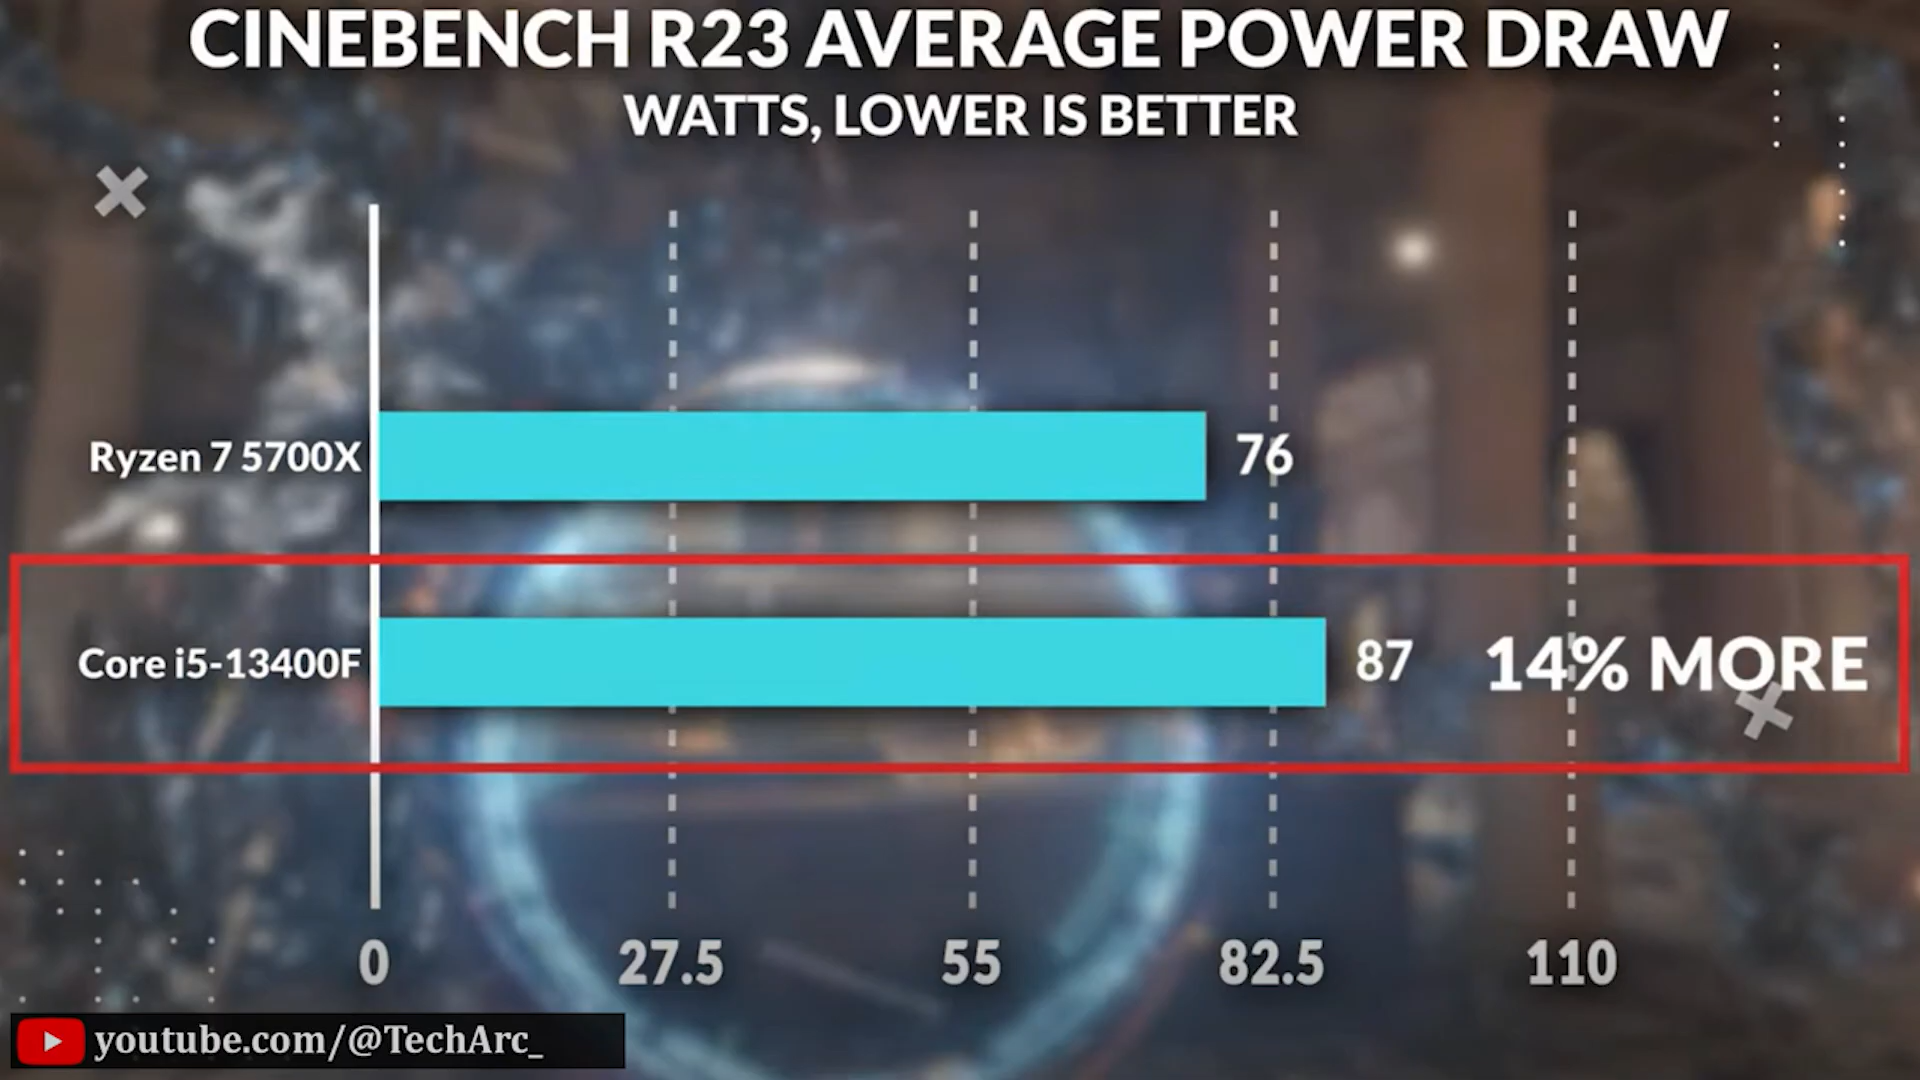 CINEBENCH R23 AVERAGE POWER DRAW
WATTS, LOWER IS BETTER
Ryzen 7 5700X 76
Core i5-13400F 87 14% MORE
0 27.5 55 82.5 110
youtube.com/@TechArc_